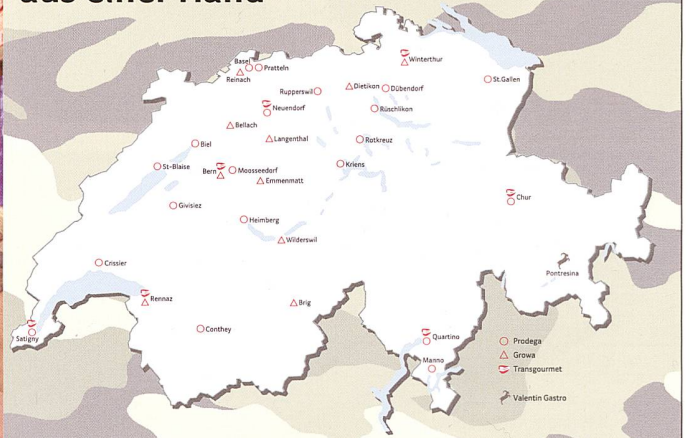 aus einer Hand
Basel
Pratteln
Reinach
Winterthur
Rupperswil
Dietikon
Dübendorf
St.Gallen
Neuendorf
Rüschlikon
Bellach
Langenthal
Rotkreuz
Biel
St-Blaise
Bern
Moosseedorf
Kriens
Emmenmatt
Chur
Givisiez
Heimberg
Wilderswil
Crissier
Pontresina
Rennaz
Brig
Conthey
Satigny
Quartino
Manno
Prodega
Growa
Transgourmet
Valentin Gastro